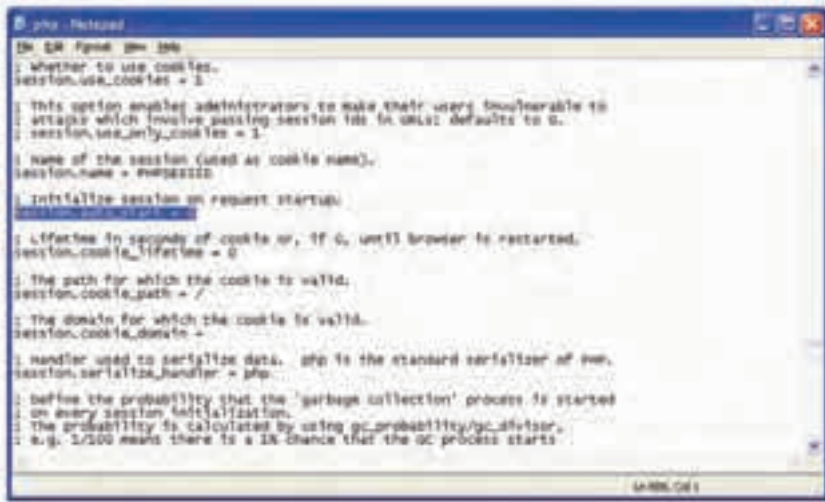 php - Notepad
File Edit Format View Help
; Whether to use cookies.
session.use_cookies = 1
; This option enables administrators to make their users invulnerable to
; attacks which involve passing session ids in URLs; defaults to 0.
; session.use_only_cookies = 1
; Name of the session (used as cookie name).
session.name = PHPSESSID
; Initialize session on request startup.
session.auto_start =
; Lifetime in seconds of cookie or, if 0, until browser is restarted.
session.cookie_lifetime = 0
; The path for which the cookie is valid.
session.cookie_path = /
; The domain for which the cookie is valid.
session.cookie_domain =
; Handler used to serialize data. php is the standard serializer of PHP.
session.serialize_handler = php
; Define the probability that the 'garbage collection' process is started
; on every session initialization.
; The probability is calculated by using gc_probability/gc_divisor,
; e.g. 1/100 means there is a 1% chance that the GC process starts